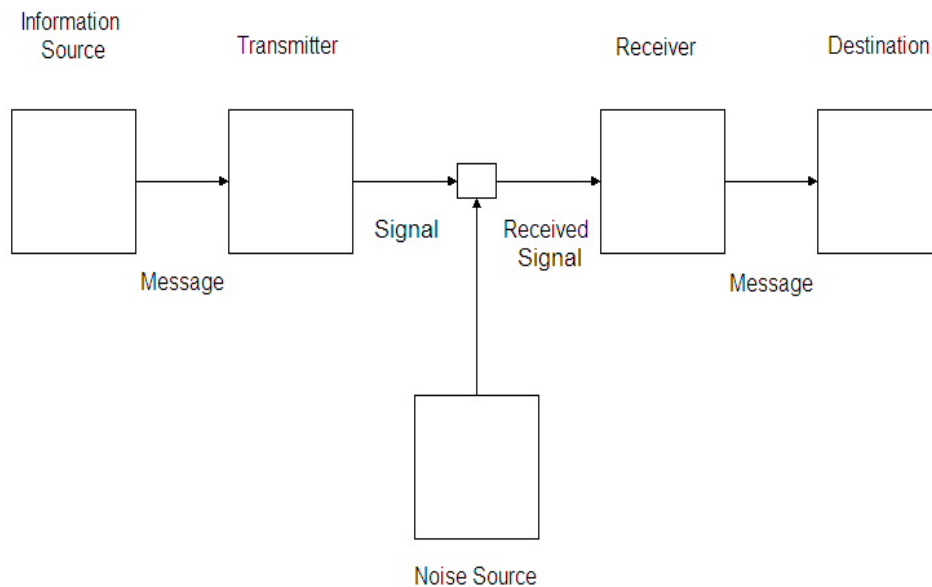 Information
Source
Transmitter
Receiver
Destination
Signal
Received
Signal
Message
Message
Noise Source